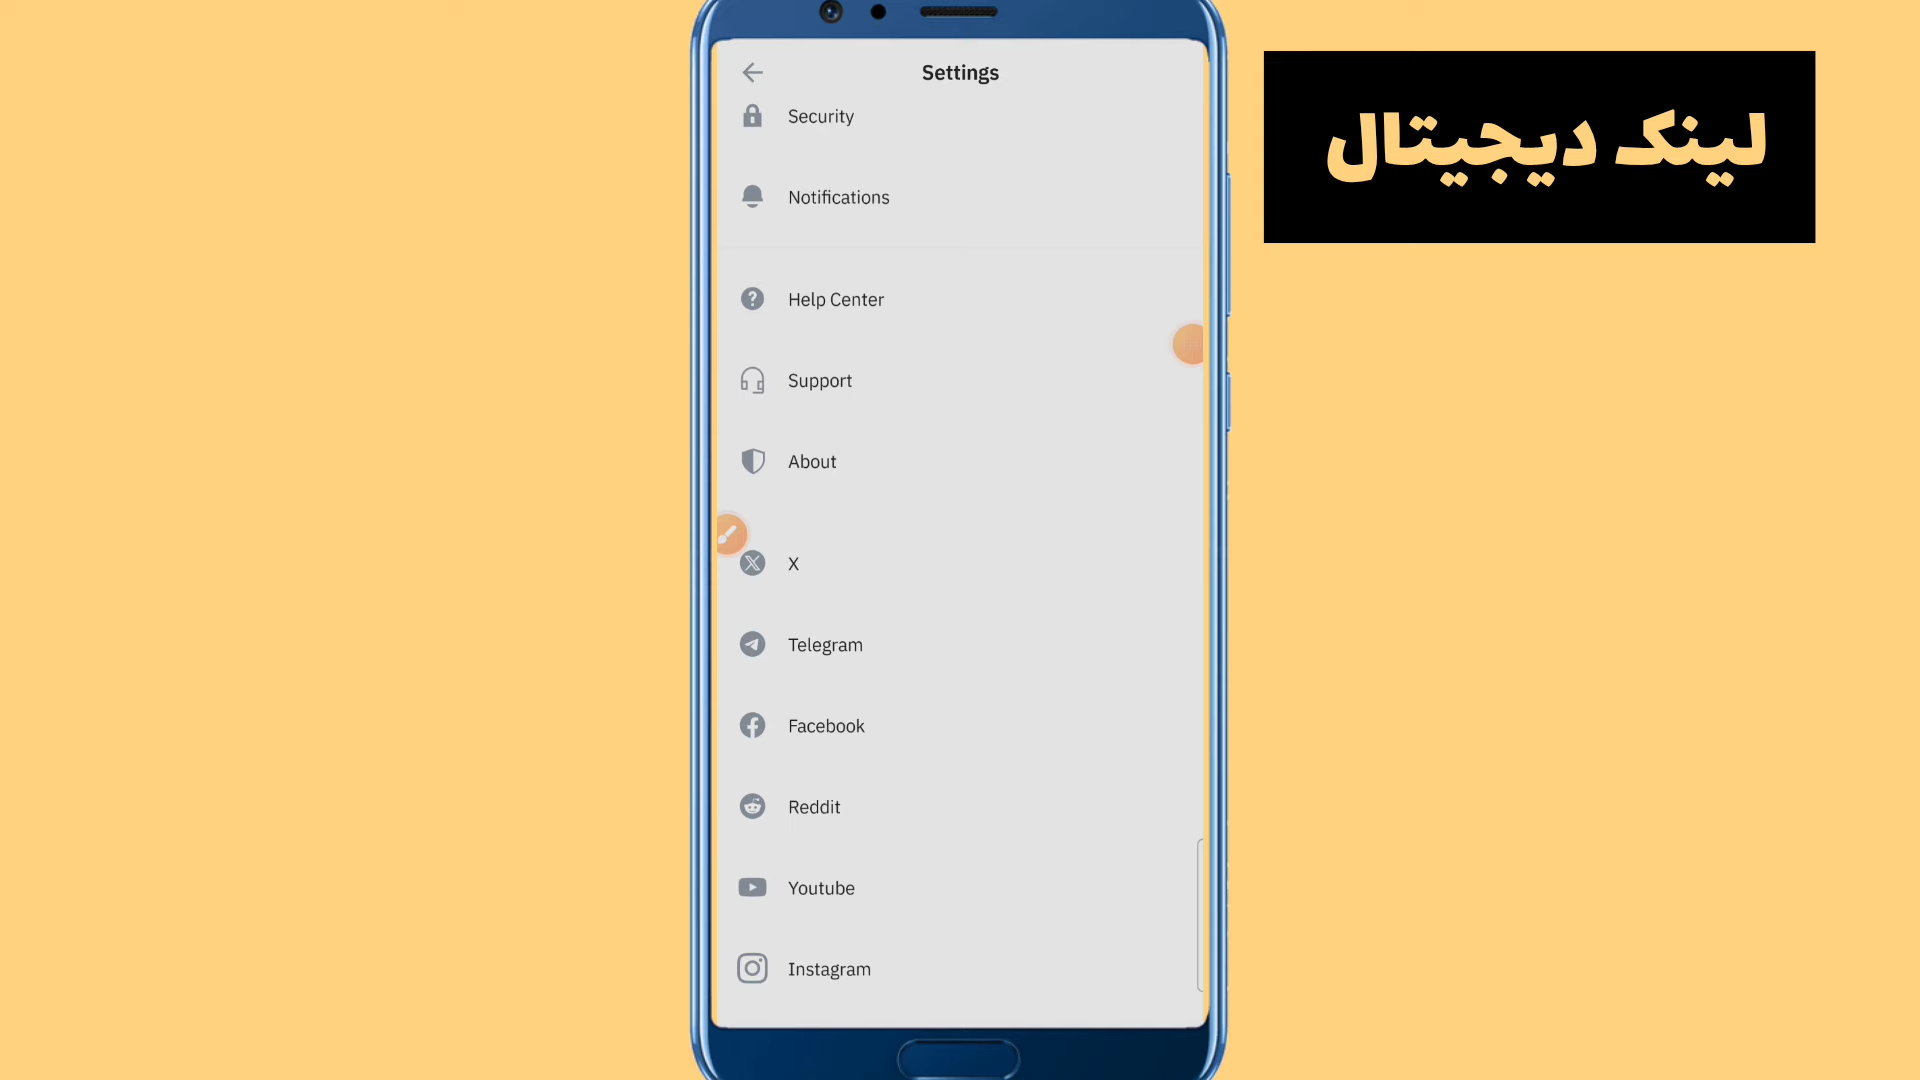 Settings
لینک دیجیتال
Security
Notifications
Help Center
Support
About
X
Telegram
Facebook
Reddit
Youtube
Instagram